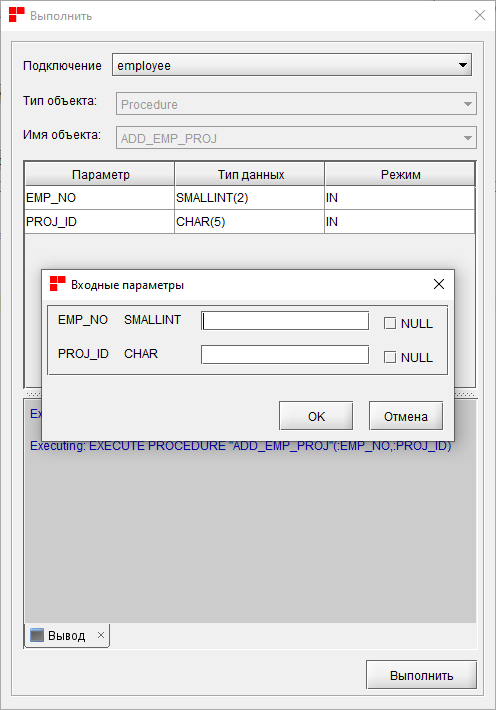 Выполнить
Подключение employee
Тип объекта: Procedure
Имя объекта: ADD_EMP_PROJ
Параметр Тип данных Режим
EMP_NO SMALLINT(2) IN
PROJ_ID CHAR(5) IN
Входные параметры
EMP_NO SMALLINT NULL
PROJ_ID CHAR NULL
OK Отмена
Executing: EXECUTE PROCEDURE "ADD_EMP_PROJ"(:EMP_NO,:PROJ_ID)
Вывод
Выполнить